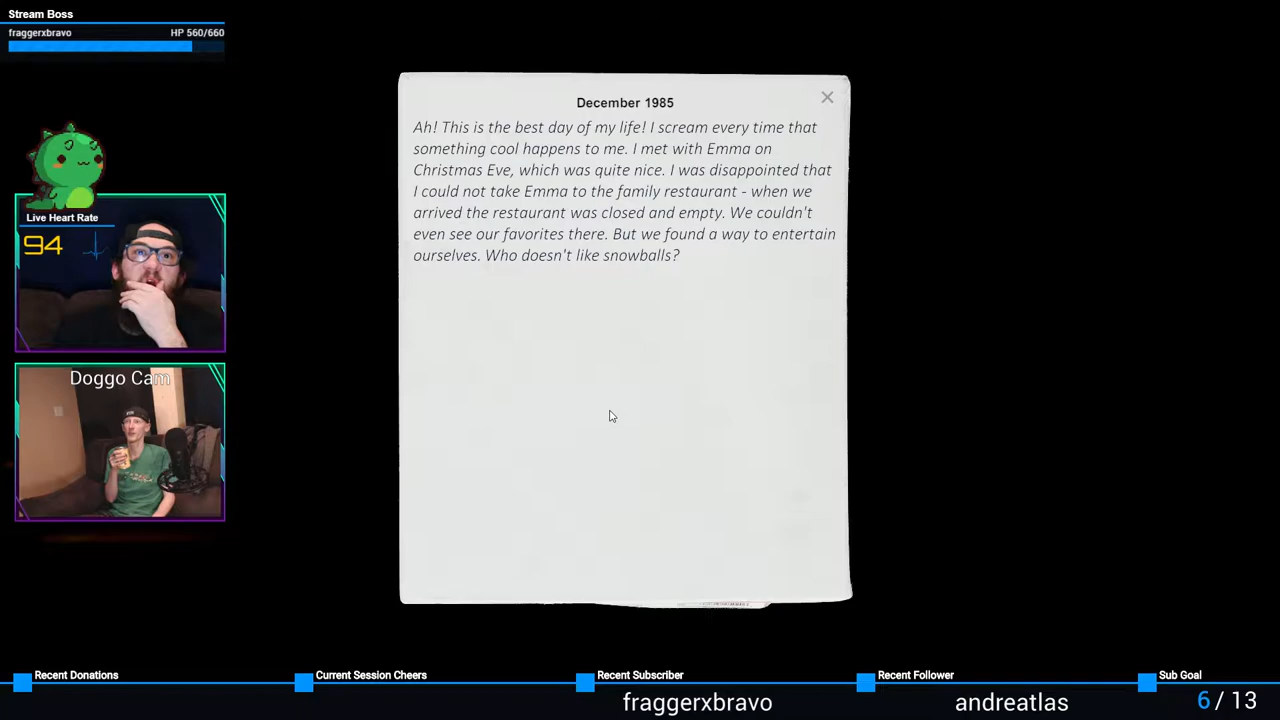 Stream Boss
fraggerxbravo HP 560/660
December 1985
Ah! This is the best day of my life! I scream every time that
something cool happens to me. I met with Emma on
Christmas Eve, which was quite nice. I was disappointed that
I could not take Emma to the family restaurant - when we
arrived the restaurant was closed and empty. We couldn't
even see our favorites there. But we found a way to entertain
ourselves. Who doesn't like snowballs?
Live Heart Rate
94
Doggo Cam
Recent Donations
Current Session Cheers
Recent Subscriber
fraggerxbravo
Recent Follower
andreatlas
Sub Goal
6 / 13